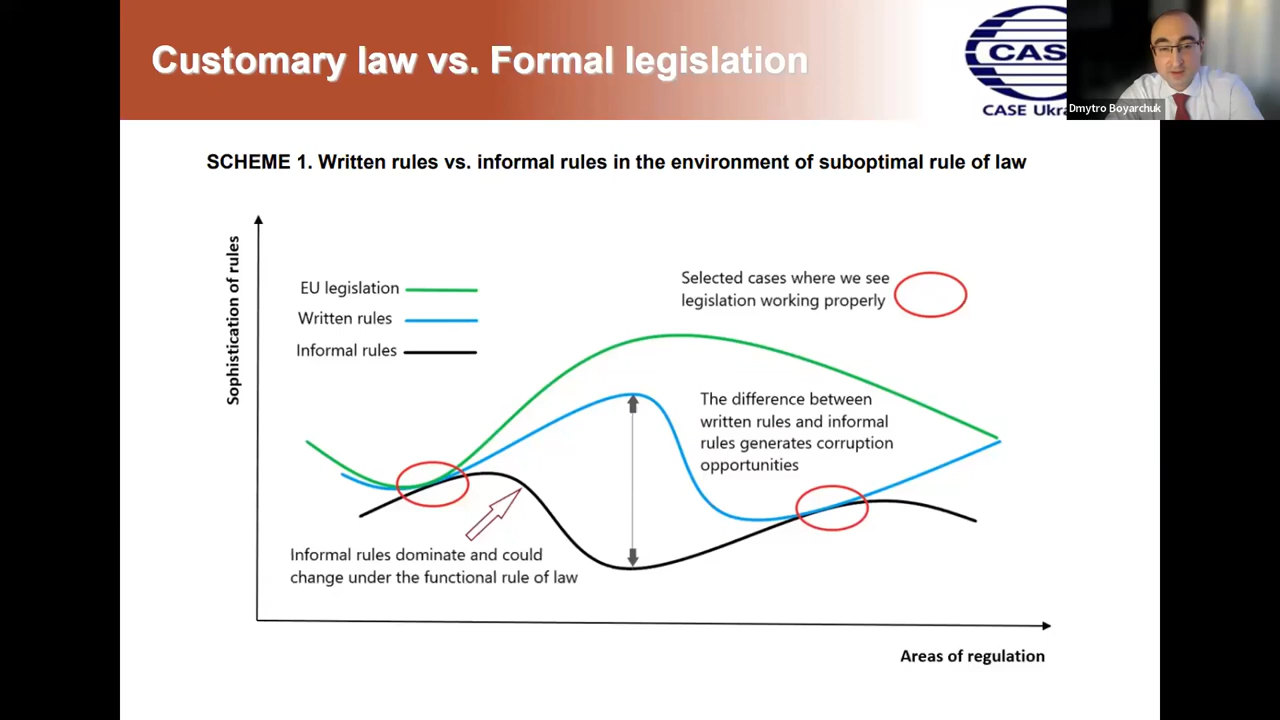 Customary law vs. Formal legislation
CAS
CASE Ukra
Dmytro Boyarchuk
SCHEME 1. Written rules vs. informal rules in the environment of suboptimal rule of law
Sophistication of rules
EU legislation
Written rules
Informal rules
Selected cases where we see
legislation working properly
The difference between
written rules and informal
rules generates corruption
opportunities
Informal rules dominate and could
change under the functional rule of law
Areas of regulation